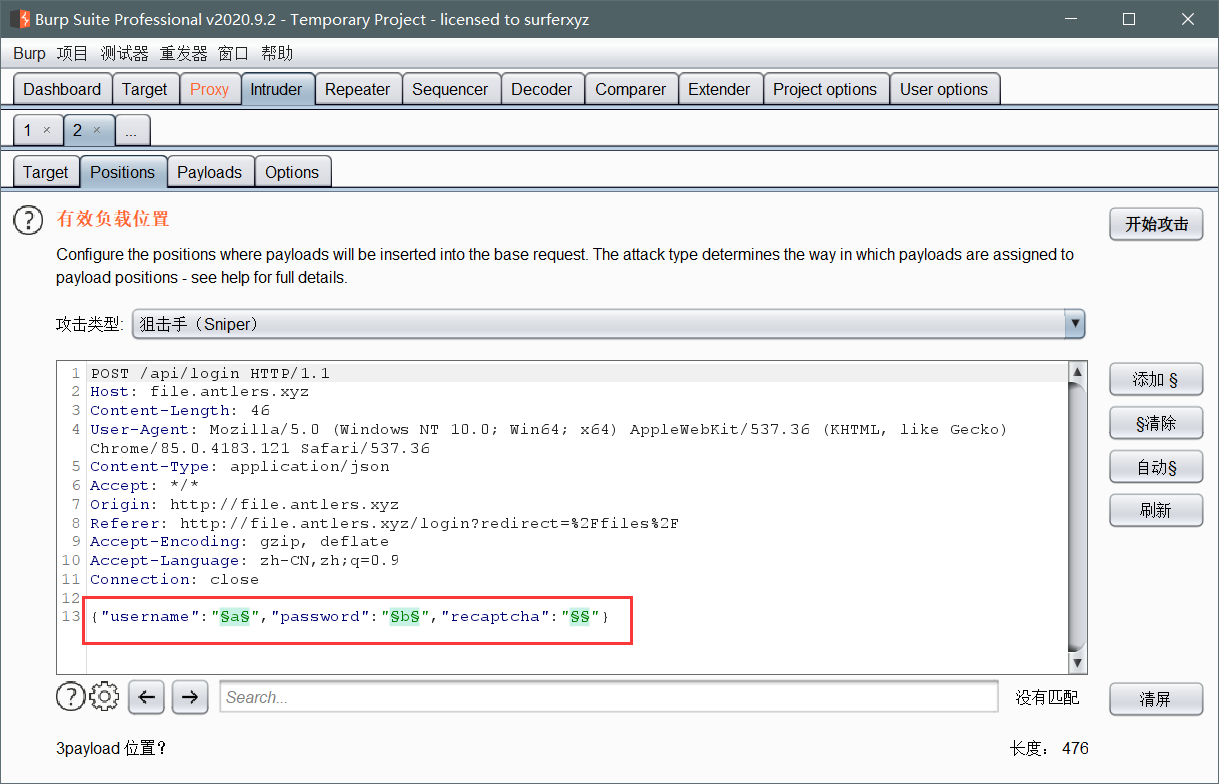 Burp Suite Professional v2020.9.2 - Temporary Project - licensed to surferxyz
Burp 项目 测试器 重发器 窗口 帮助
Dashboard Target Proxy Intruder Repeater Sequencer Decoder Comparer Extender Project options User options
1 × 2 × ...
Target Positions Payloads Options
? 有效负载位置 开始攻击
Configure the positions where payloads will be inserted into the base request. The attack type determines the way in which payloads are assigned to
payload positions - see help for full details.
攻击类型: 狙击手（Sniper）
1 POST /api/login HTTP/1.1
2 Host: file.antlers.xyz
3 Content-Length: 46
4 User-Agent: Mozilla/5.0 (Windows NT 10.0; Win64; x64) AppleWebKit/537.36 (KHTML, like Gecko)
Chrome/85.0.4183.121 Safari/537.36
5 Content-Type: application/json
6 Accept: */*
7 Origin: http://file.antlers.xyz
8 Referer: http://file.antlers.xyz/login?redirect=%2Ffiles%2F
9 Accept-Encoding: gzip, deflate
10 Accept-Language: zh-CN,zh;q=0.9
11 Connection: close
12
13 {"username":"§a§","password":"§b§","recaptcha":"§§"}
添加 §
§清除
自动§
刷新
? Search... 没有匹配 清屏
3payload 位置? 长度： 476